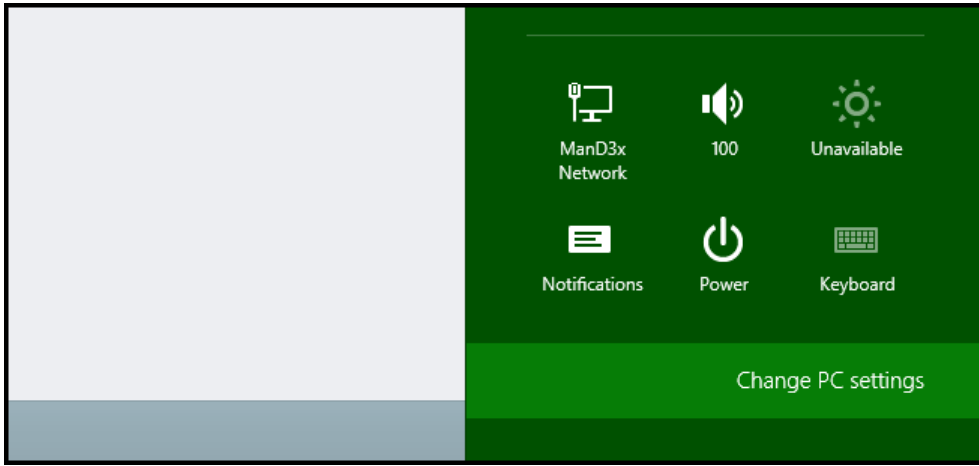 ManD3x
Network
100
Unavailable
Notifications
Power
Keyboard
Change PC settings